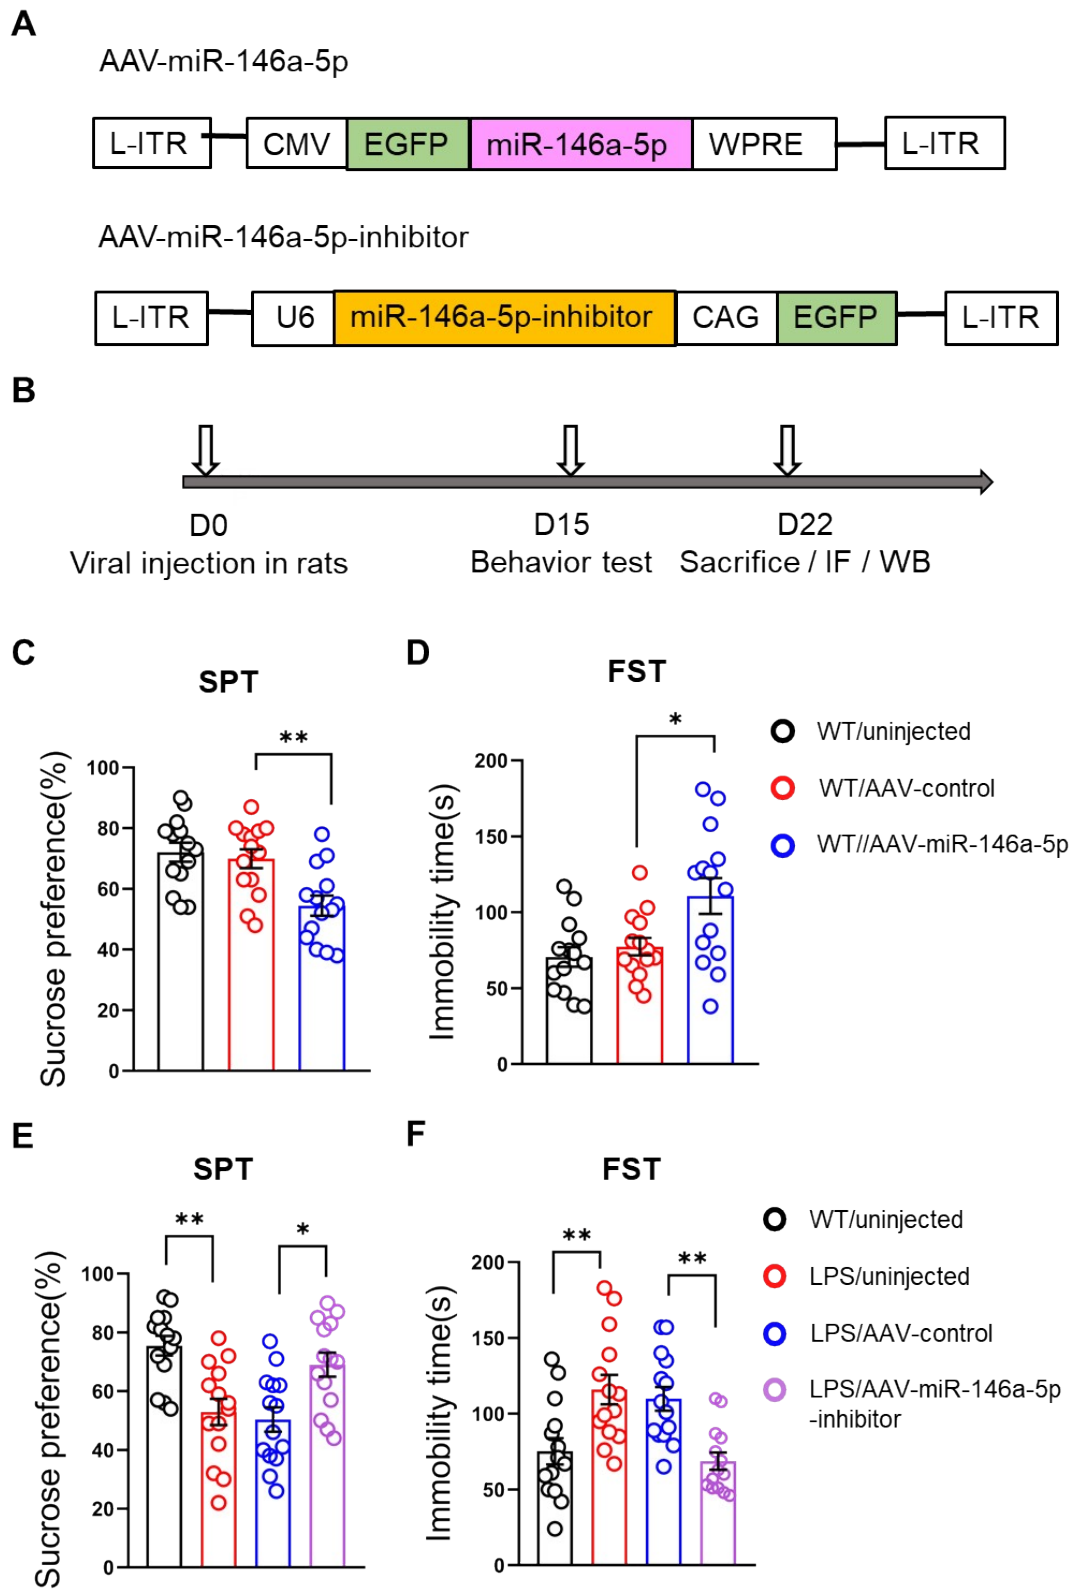 A
AAV-miR-146a-5p
L-ITR CMV EGFP miR-146a-5p WPRE L-ITR
AAV-miR-146a-5p-inhibitor
L-ITR U6 miR-146a-5p-inhibitor CAG EGFP L-ITR
B
D0 D15 D22
Viral injection in rats Behavior test Sacrifice / IF / WB
C
SPT
**
Sucrose preference(%)
100
80
60
40
20
0
D
FST
*
Immobility time(s)
200
150
100
50
0
WT/uninjected
WT/AAV-control
WT//AAV-miR-146a-5p
E
SPT
** *
Sucrose preference(%)
100
80
60
40
20
0
F
FST
** **
Immobility time(s)
200
150
100
50
0
WT/uninjected
LPS/uninjected
LPS/AAV-control
LPS/AAV-miR-146a-5p
-inhibitor